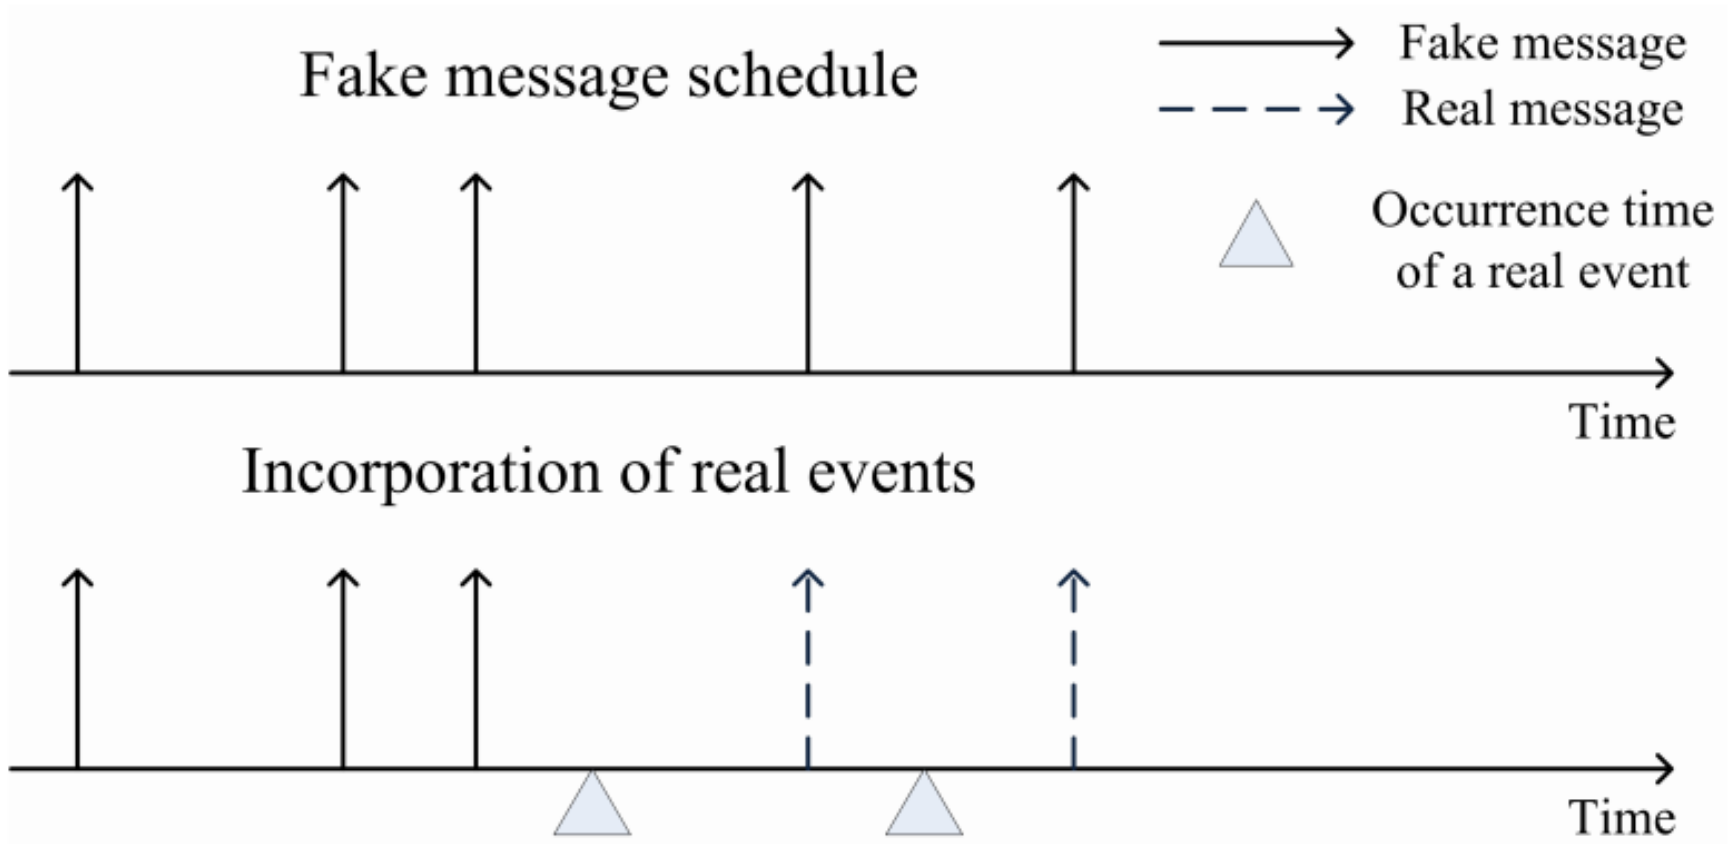 Fake message schedule
Fake message
Real message
Occurrence time
of a real event
Time
Incorporation of real events
Time